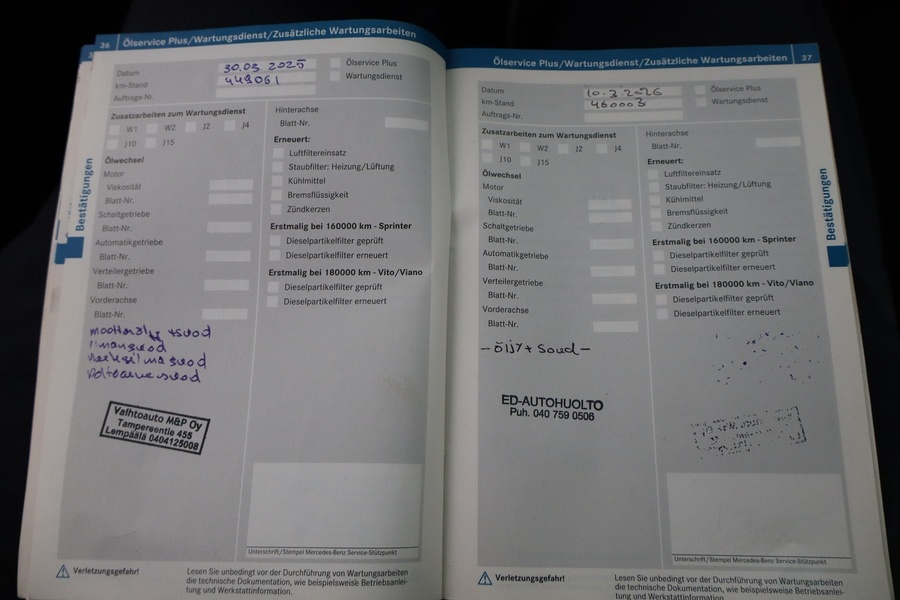 36 Ölservice Plus/Wartungsdienst/Zusätzliche Wartungsarbeiten
Datum 30.03.2025
km-Stand 449061
Auftrags-Nr.
Ölservice Plus
Wartungsdienst
Zusatzarbeiten zum Wartungsdienst
W1 W2 J2 J4
J10 J15
Ölwechsel
Motor
Viskosität
Blatt-Nr.
Schaltgetriebe
Blatt-Nr.
Automatikgetriebe
Blatt-Nr.
Verteilergetriebe
Blatt-Nr.
Vorderachse
Blatt-Nr.
+suod
Valhtoauto M&P Oy
Tampereentie 455
Lempäälä 0404125008
Hinterachse
Blatt-Nr.
Erneuert:
Luftfiltereinsatz
Staubfilter: Heizung/Lüftung
Kühlmittel
Bremsflüssigkeit
Zündkerzen
Erstmalig bei 160000 km - Sprinter
Dieselpartikelfilter geprüft
Dieselpartikelfilter erneuert
Erstmalig bei 180000 km - Vito/Viano
Dieselpartikelfilter geprüft
Dieselpartikelfilter erneuert
Unterschrift/Stempel Mercedes-Benz Service-Stützpunkt
Bestätigungen
Verletzungsgefahr!
Lesen Sie unbedingt vor der Durchführung von Wartungsarbeiten
die technische Dokumentation, wie beispielsweise Betriebsanlei-
tung und Werkstattinformation.
Ölservice Plus/Wartungsdienst/Zusätzliche Wartungsarbeiten 37
Datum 10.3.2026
km-Stand 460003
Auftrags-Nr.
Ölservice Plus
Wartungsdienst
Zusatzarbeiten zum Wartungsdienst
W1 W2 J2 J4
J10 J15
Ölwechsel
Motor
Viskosität
Blatt-Nr.
Schaltgetriebe
Blatt-Nr.
Automatikgetriebe
Blatt-Nr.
Verteilergetriebe
Blatt-Nr.
Vorderachse
Blatt-Nr.
- ÖlJY+ Suod -
ED-AUTOHUOLTO
Puh. 040 759 0506
Hinterachse
Blatt-Nr.
Erneuert:
Luftfiltereinsatz
Staubfilter: Heizung/Lüftung
Kühlmittel
Bremsflüssigkeit
Zündkerzen
Erstmalig bei 160000 km - Sprinter
Dieselpartikelfilter geprüft
Dieselpartikelfilter erneuert
Erstmalig bei 180000 km - Vito/Viano
Dieselpartikelfilter geprüft
Dieselpartikelfilter erneuert
Unterschrift/Stempel Mercedes-Benz Service-Stützpunkt
Bestätigungen
Verletzungsgefahr!
Lesen Sie unbedingt vor der Durchführung von Wartungsarbeiten
die technische Dokumentation, wie beispielsweise Betriebsanlei-
tung und Werkstattinformation.